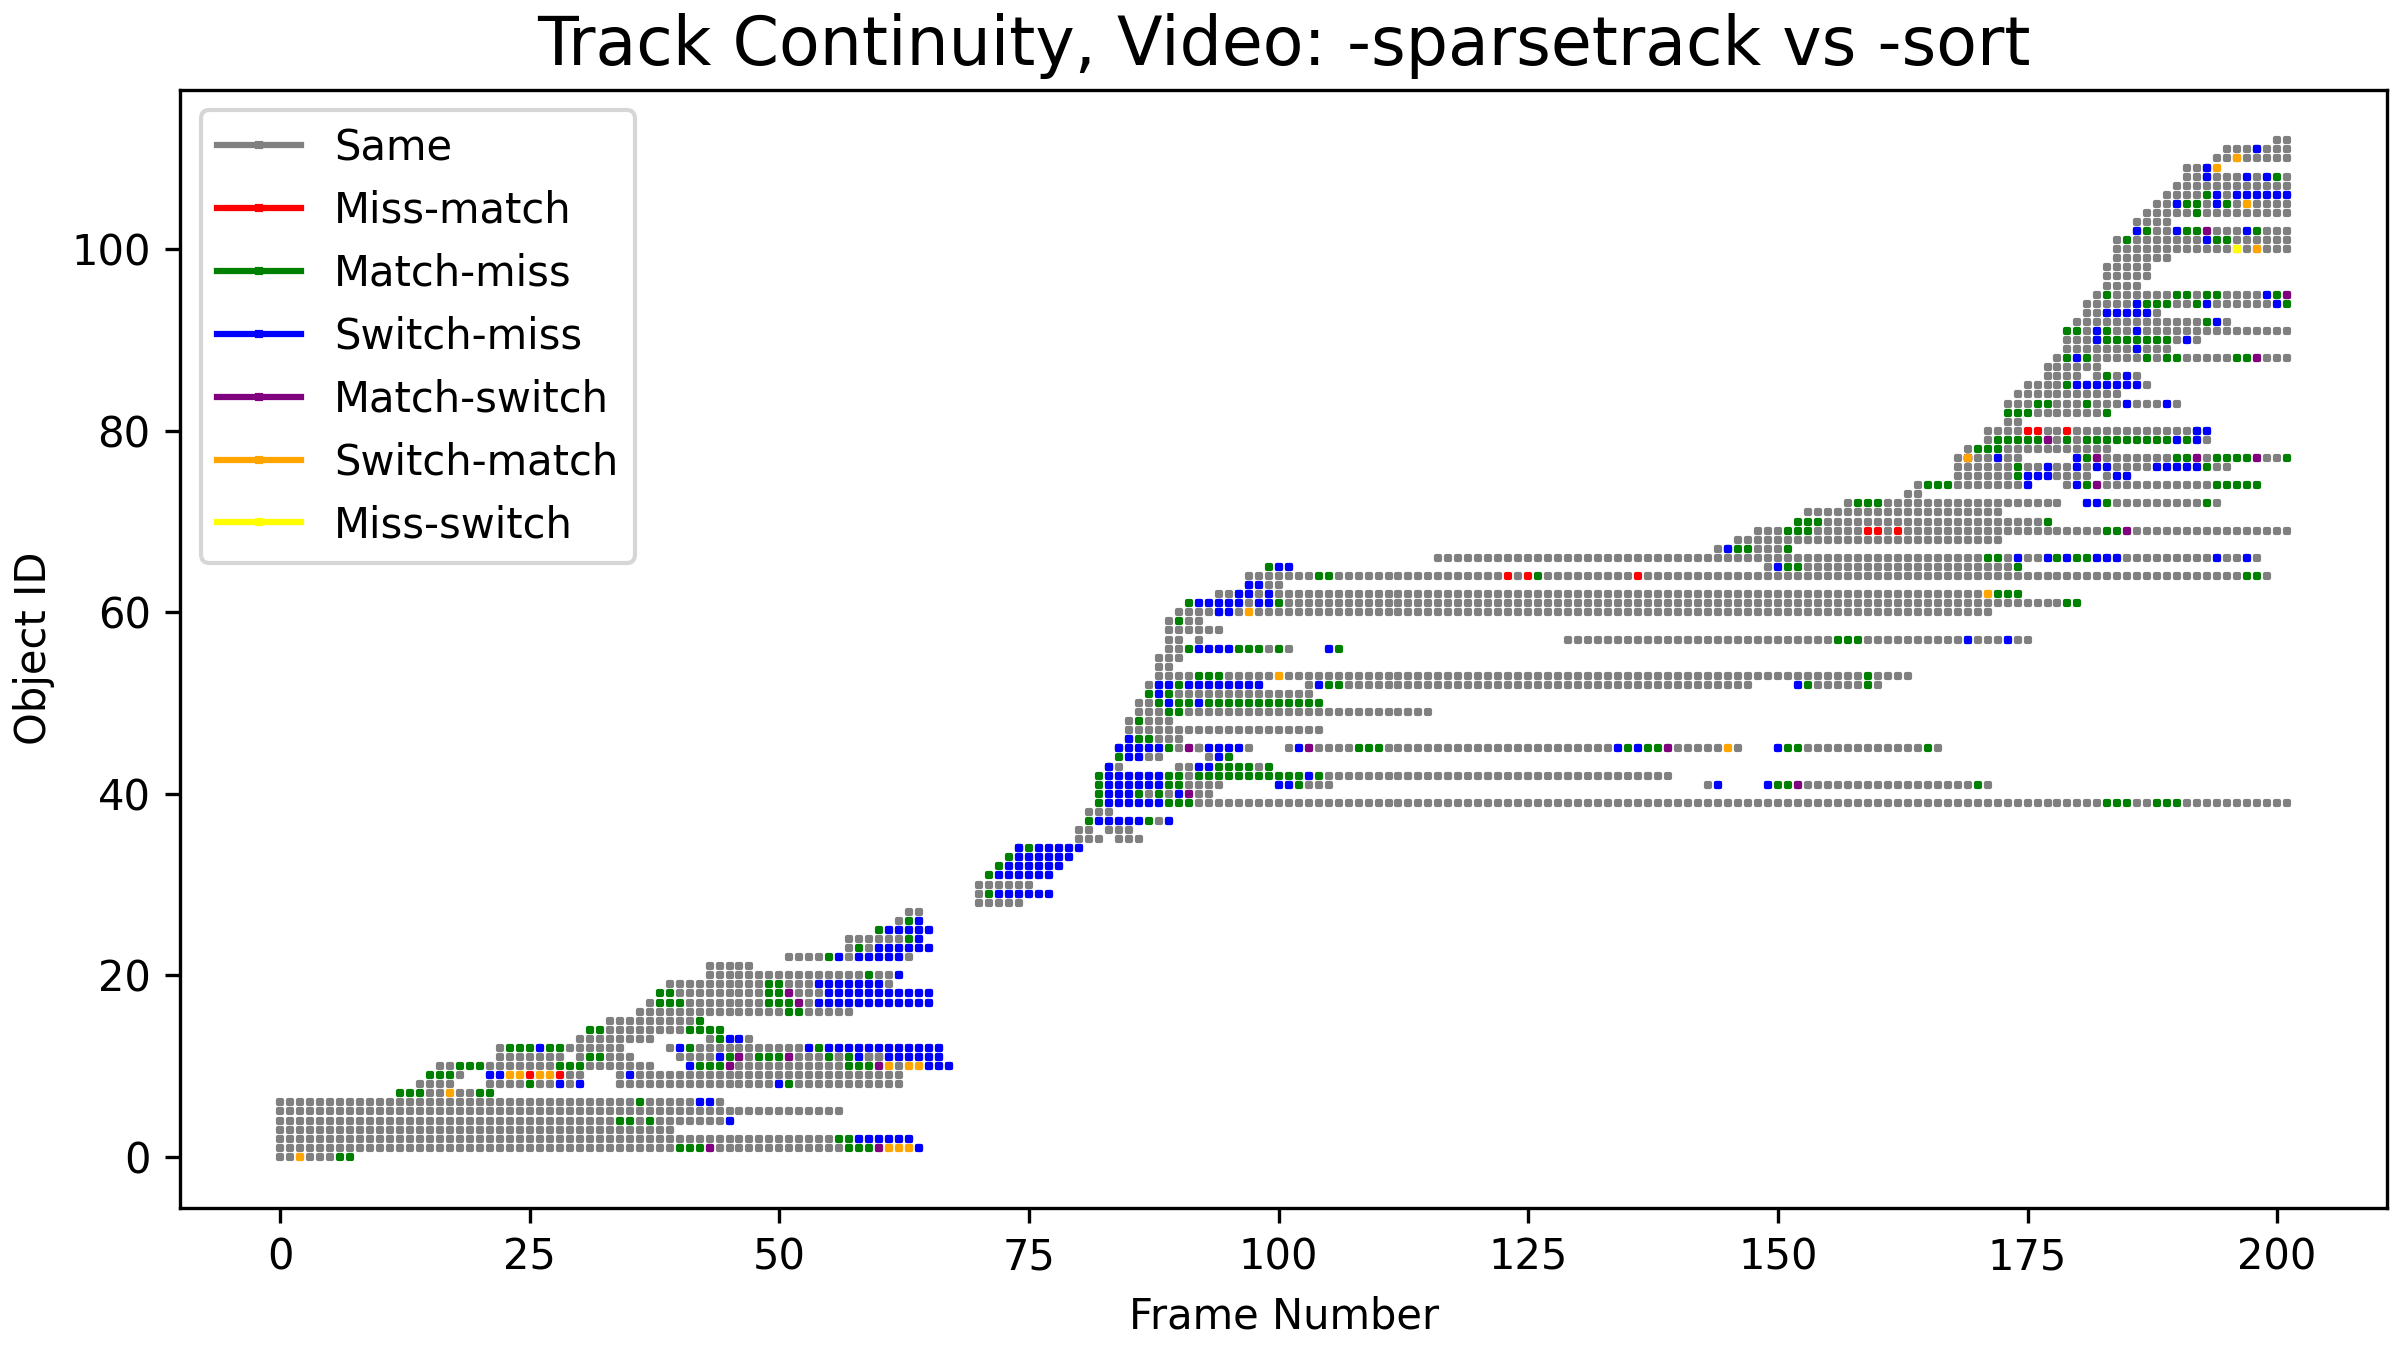 Track Continuity, Video: -sparsetrack vs -sort
Same
Miss-match
Match-miss
Switch-miss
Match-switch
Switch-match
Miss-switch
Object ID
100
80
60
40
20
0
0 25 50 75 100 125 150 175 200
Frame Number